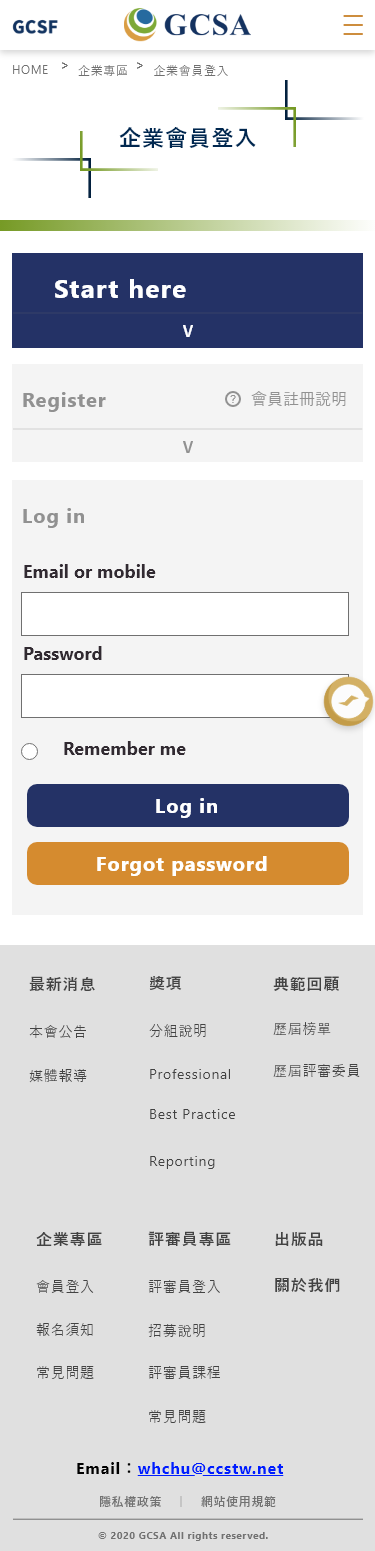 GCSF
GCSA
HOME > 企業專區 > 企業會員登入
企業會員登入
Start here
V
Register
? 會員註冊說明
V
Log in
Email or mobile
Password
Remember me
Log in
Forgot password
最新消息 獎項 典範回顧
本會公告 分組說明 歷屆榜單
媒體報導 Professional 歷屆評審委員
Best Practice
Reporting
企業專區 評審員專區 出版品
會員登入 評審員登入 關於我們
報名須知 招募說明
常見問題 評審員課程
常見問題
Email：whchu@ccstw.net
隱私權政策 | 網站使用規範
© 2020 GCSA All rights reserved.